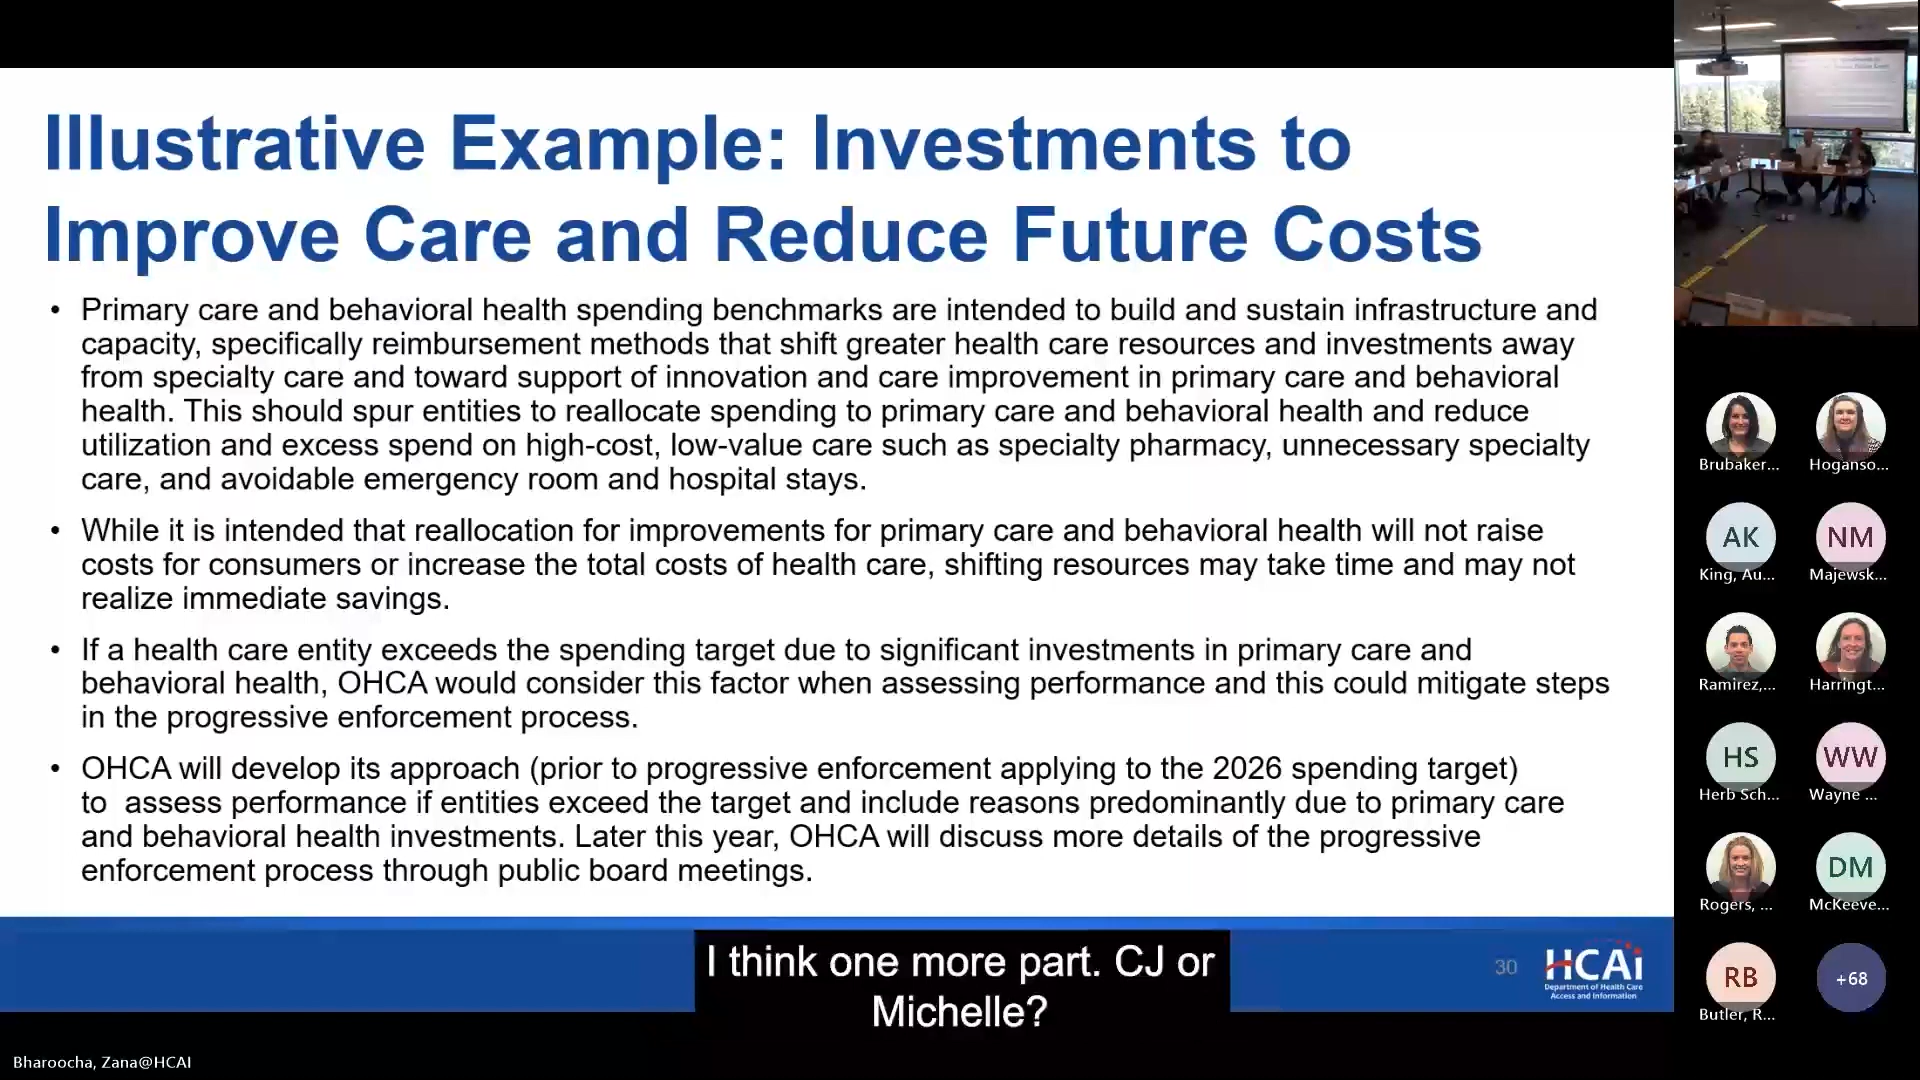 Illustrative Example: Investments to
Improve Care and Reduce Future Costs
• Primary care and behavioral health spending benchmarks are intended to build and sustain infrastructure and
capacity, specifically reimbursement methods that shift greater health care resources and investments away
from specialty care and toward support of innovation and care improvement in primary care and behavioral
health. This should spur entities to reallocate spending to primary care and behavioral health and reduce
utilization and excess spend on high-cost, low-value care such as specialty pharmacy, unnecessary specialty
care, and avoidable emergency room and hospital stays.
• While it is intended that reallocation for improvements for primary care and behavioral health will not raise
costs for consumers or increase the total costs of health care, shifting resources may take time and may not
realize immediate savings.
• If a health care entity exceeds the spending target due to significant investments in primary care and
behavioral health, OHCA would consider this factor when assessing performance and this could mitigate steps
in the progressive enforcement process.
• OHCA will develop its approach (prior to progressive enforcement applying to the 2026 spending target)
to assess performance if entities exceed the target and include reasons predominantly due to primary care
and behavioral health investments. Later this year, OHCA will discuss more details of the progressive
enforcement process through public board meetings.
30
HCAi
Department of Health Care
Access and Information
I think one more part. CJ or
Michelle?
Bharoocha, Zana@HCAI
Brubaker...
Hoganso...
AK
King, Au...
NM
Majewsk...
Ramirez,...
Harringt...
HS
Herb Sch...
WW
Wayne ...
Rogers, ...
DM
McKeeve...
RB
Butler, R...
+68